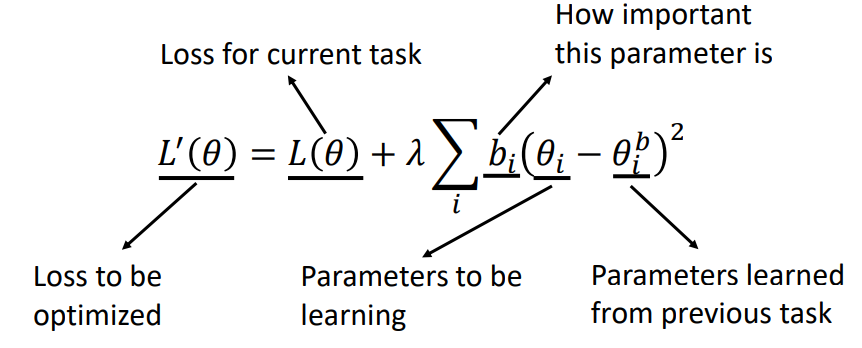 How important
this parameter is
Loss for current task
L′(θ) = L(θ) + λ ∑ᵢ bᵢ(θᵢ − θᵢᵇ)²
Loss to be
optimized
Parameters to be
learning
Parameters learned
from previous task